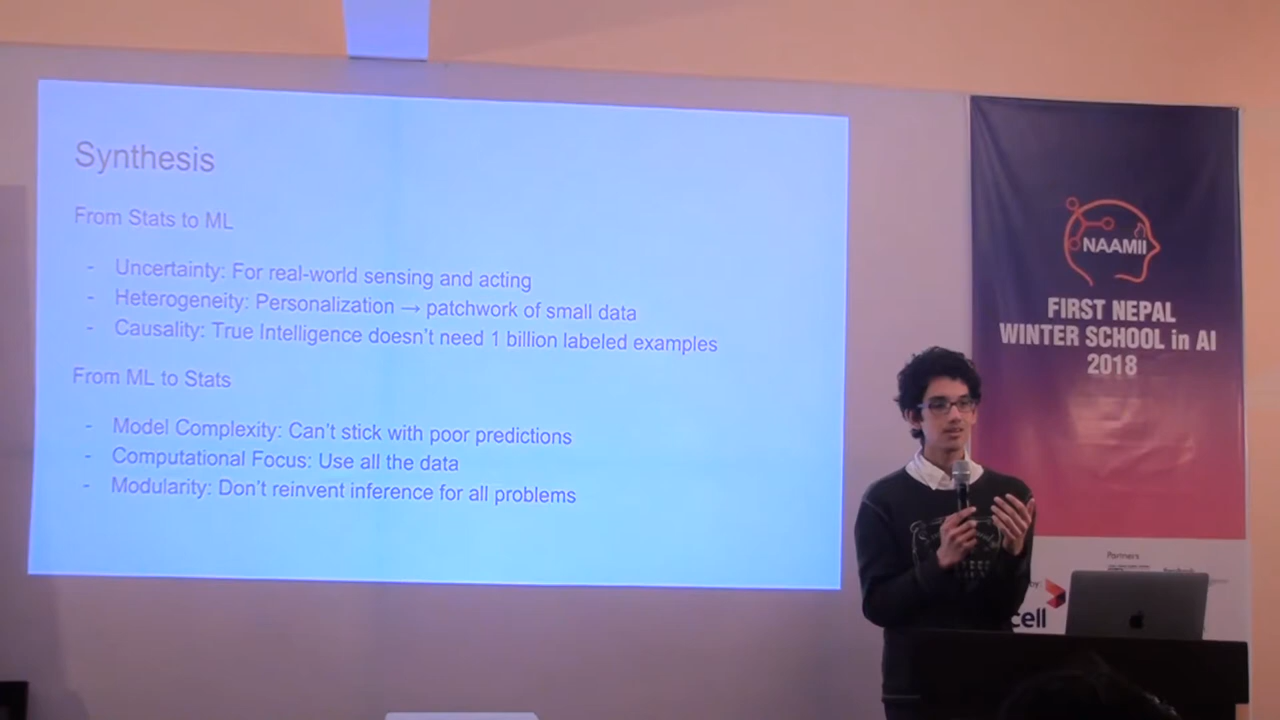 Synthesis
From Stats to ML
- Uncertainty: For real-world sensing and acting
- Heterogeneity: Personalization → patchwork of small data
- Causality: True Intelligence doesn't need 1 billion labeled examples
From ML to Stats
- Model Complexity: Can't stick with poor predictions
- Computational Focus: Use all the data
- Modularity: Don't reinvent inference for all problems
NAAMII
FIRST NEPAL
WINTER SCHOOL in AI
2018
Partners
by:
cell